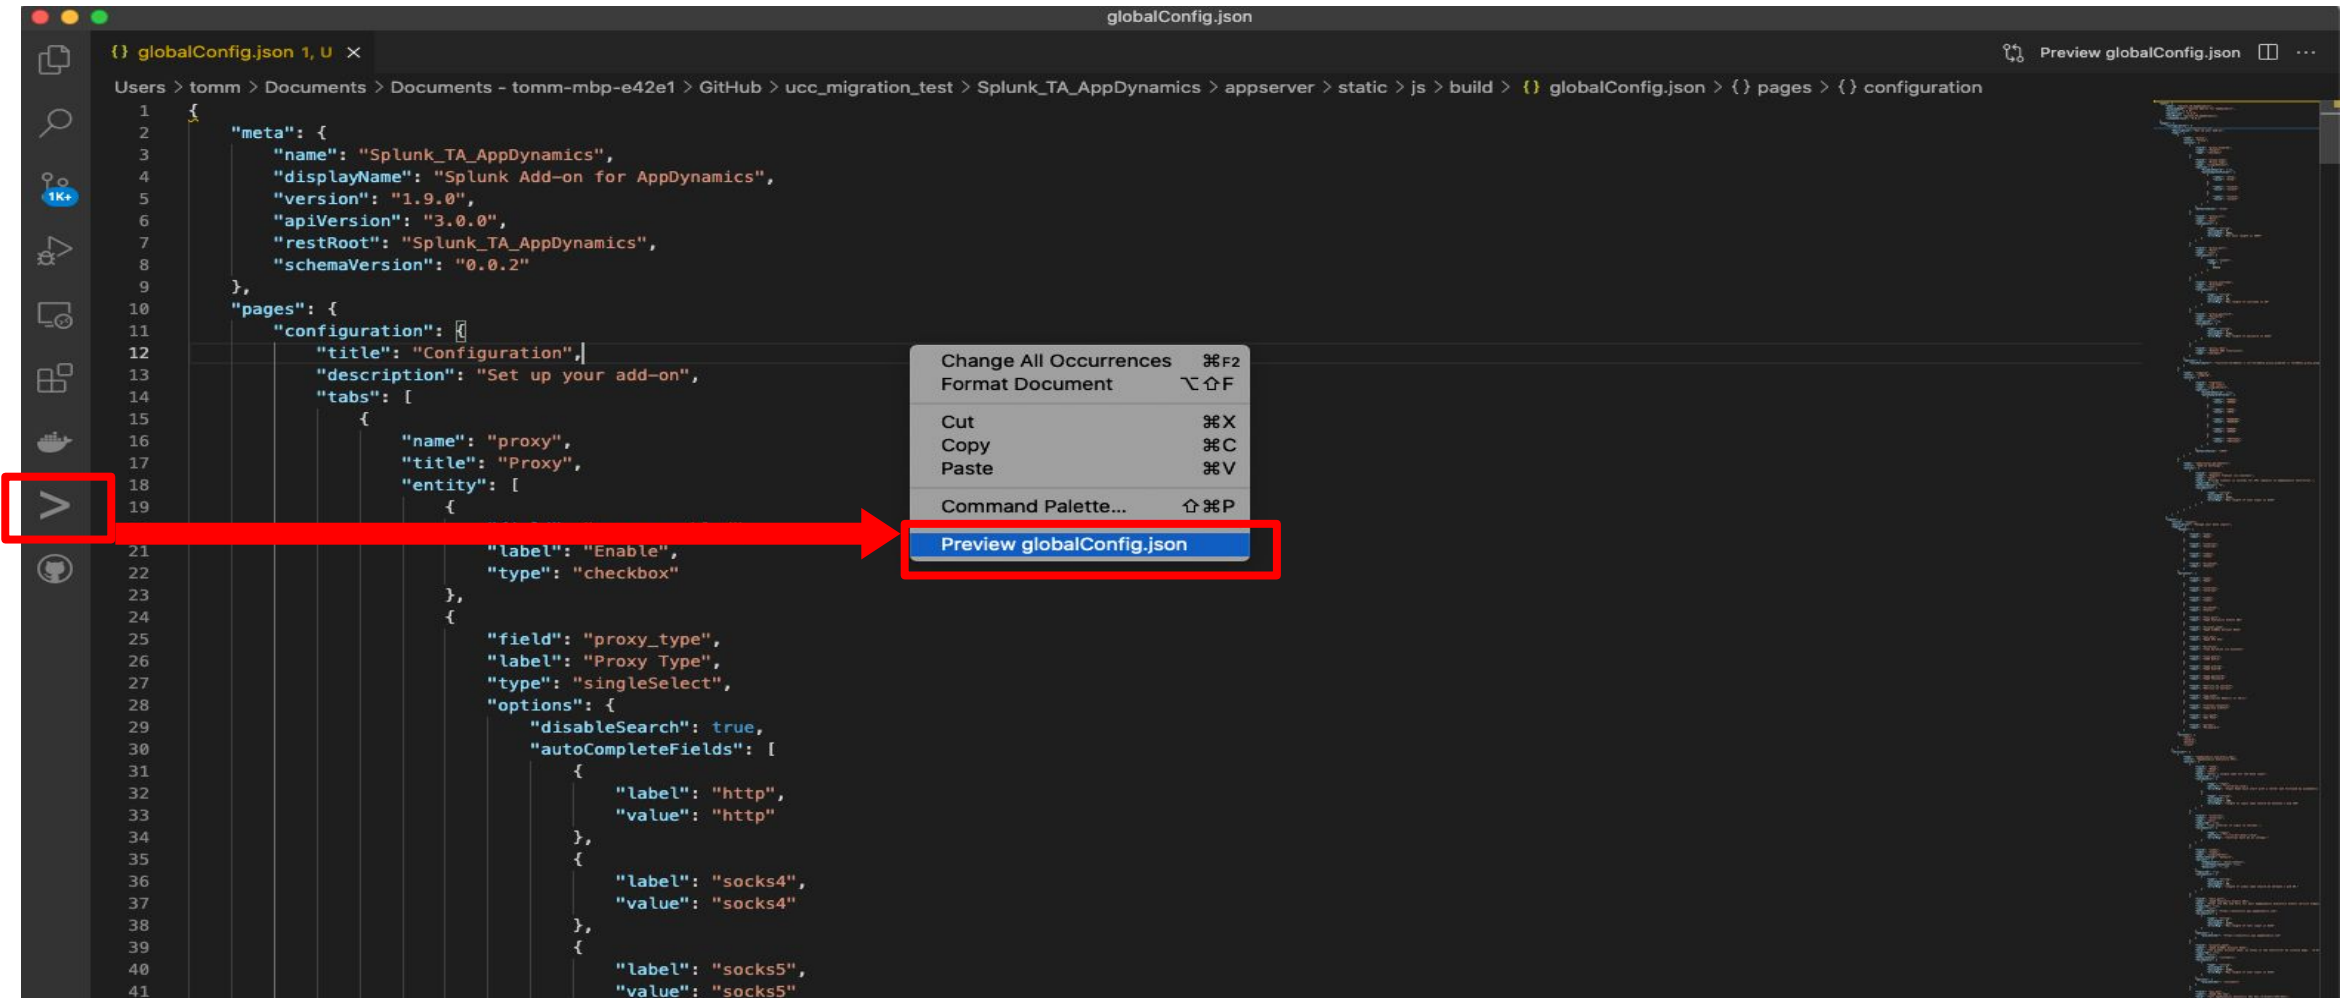 globalConfig.json
{} globalConfig.json 1, U ×
Preview globalConfig.json
Users > tomm > Documents > Documents - tomm-mbp-e42e1 > GitHub > ucc_migration_test > Splunk_TA_AppDynamics > appserver > static > js > build > {} globalConfig.json > {} pages > {} configuration
1 {
2 "meta": {
3 "name": "Splunk_TA_AppDynamics",
4 "displayName": "Splunk Add-on for AppDynamics",
5 "version": "1.9.0",
6 "apiVersion": "3.0.0",
7 "restRoot": "Splunk_TA_AppDynamics",
8 "schemaVersion": "0.0.2"
9 },
10 "pages": {
11 "configuration": {
12 "title": "Configuration",
13 "description": "Set up your add-on",
14 "tabs": [
15 {
16 "name": "proxy",
17 "title": "Proxy",
18 "entity": [
19 {
21 "label": "Enable",
22 "type": "checkbox"
23 },
24 {
25 "field": "proxy_type",
26 "label": "Proxy Type",
27 "type": "singleSelect",
28 "options": {
29 "disableSearch": true,
30 "autoCompleteFields": [
31 {
32 "label": "http",
33 "value": "http"
34 },
35 {
36 "label": "socks4",
37 "value": "socks4"
38 },
39 {
40 "label": "socks5",
41 "value": "socks5"
1K+
Change All Occurrences ⌘F2
Format Document ⌥⇧F
Cut ⌘X
Copy ⌘C
Paste ⌘V
Command Palette... ⇧⌘P
Preview globalConfig.json